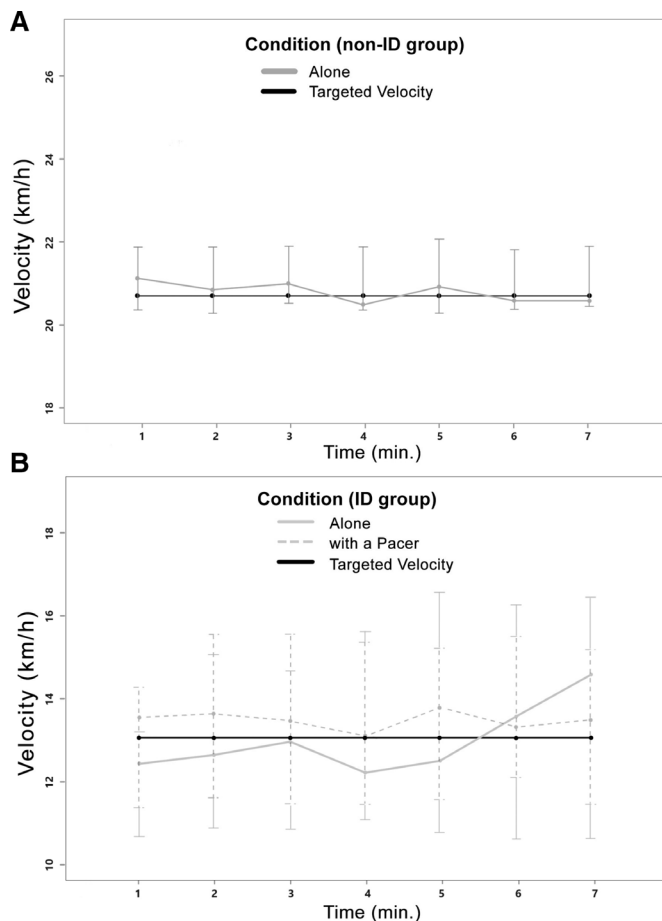 A
Condition (non-ID group)
Alone
Targeted Velocity
Velocity (km/h)
26
24
22
20
18
1 2 3 4 5 6 7
Time (min.)
B
Condition (ID group)
Alone
with a Pacer
Targeted Velocity
Velocity (km/h)
18
16
14
12
10
1 2 3 4 5 6 7
Time (min.)